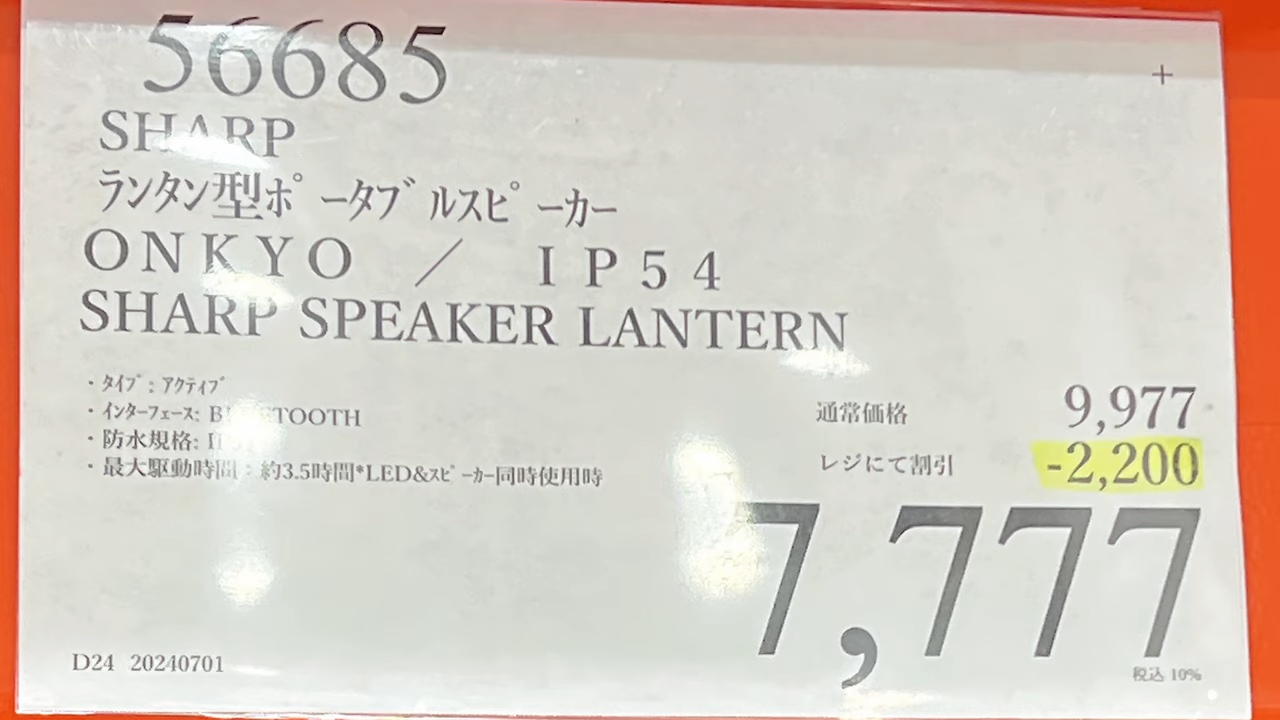 56685
+
SHARP
ランタン型ポータブルスピーカー
ONKYO ／ IP54
SHARP SPEAKER LANTERN
・タイプ：アクティブ
・インターフェース: BLUETOOTH
・防水規格:
・最大駆動時間：約3.5時間*LED&スピーカー同時使用時
通常価格 9,977
レジにて割引 -2,200
7,777
税込 10%
D24 20240701